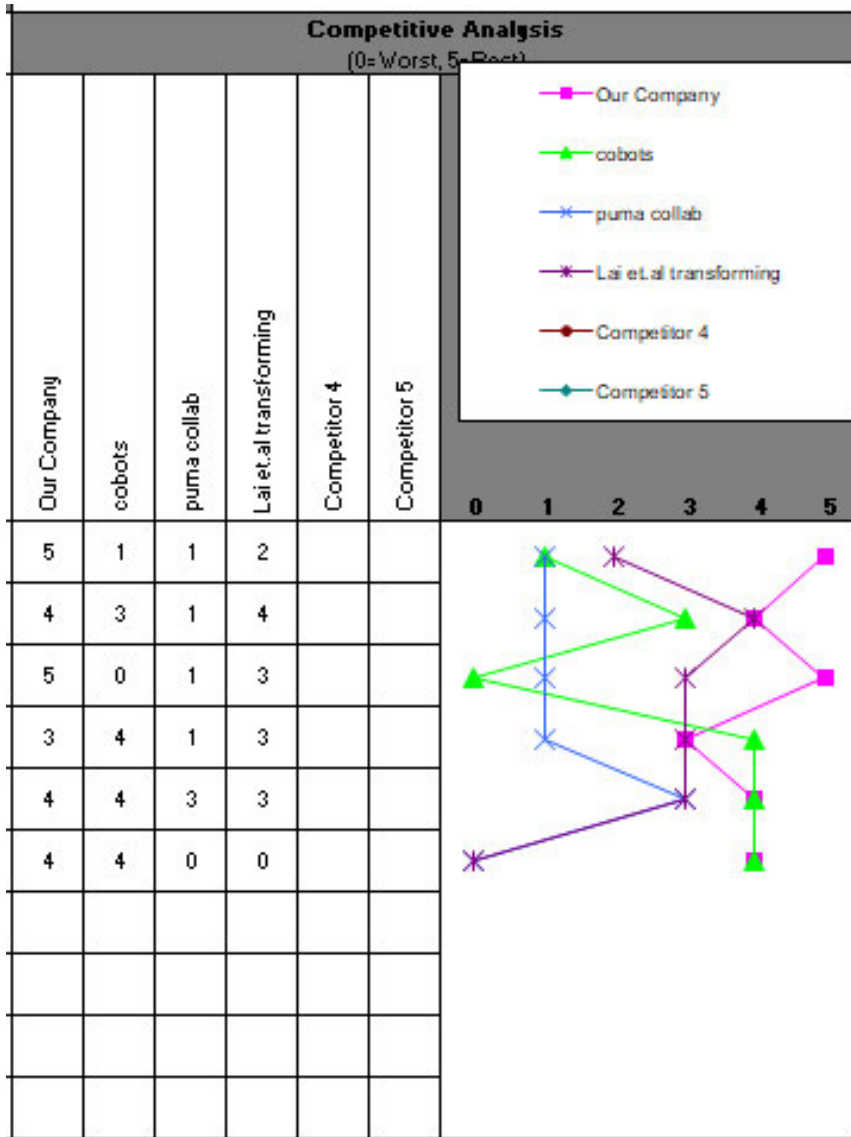 Competitive Analysis
(0=Worst, 5=Best)
Our Company
cobots
puma collab
Lai et.al transforming
Competitor 4
Competitor 5
Our Company
cobots
puma collab
Lai et.al transforming
Competitor 4
Competitor 5
0 1 2 3 4 5
5 1 1 2
4 3 1 4
5 0 1 3
3 4 1 3
4 4 3 3
4 4 0 0